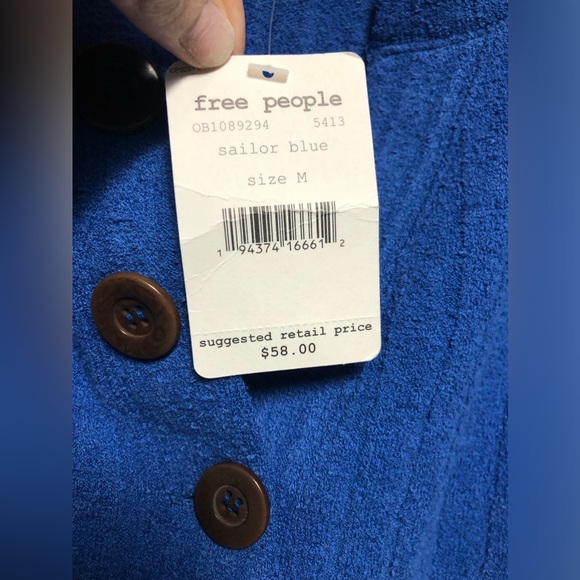 free people
OB1089294 5413
sailor blue
size M
1 94374 16661 2
suggested retail price
$58.00